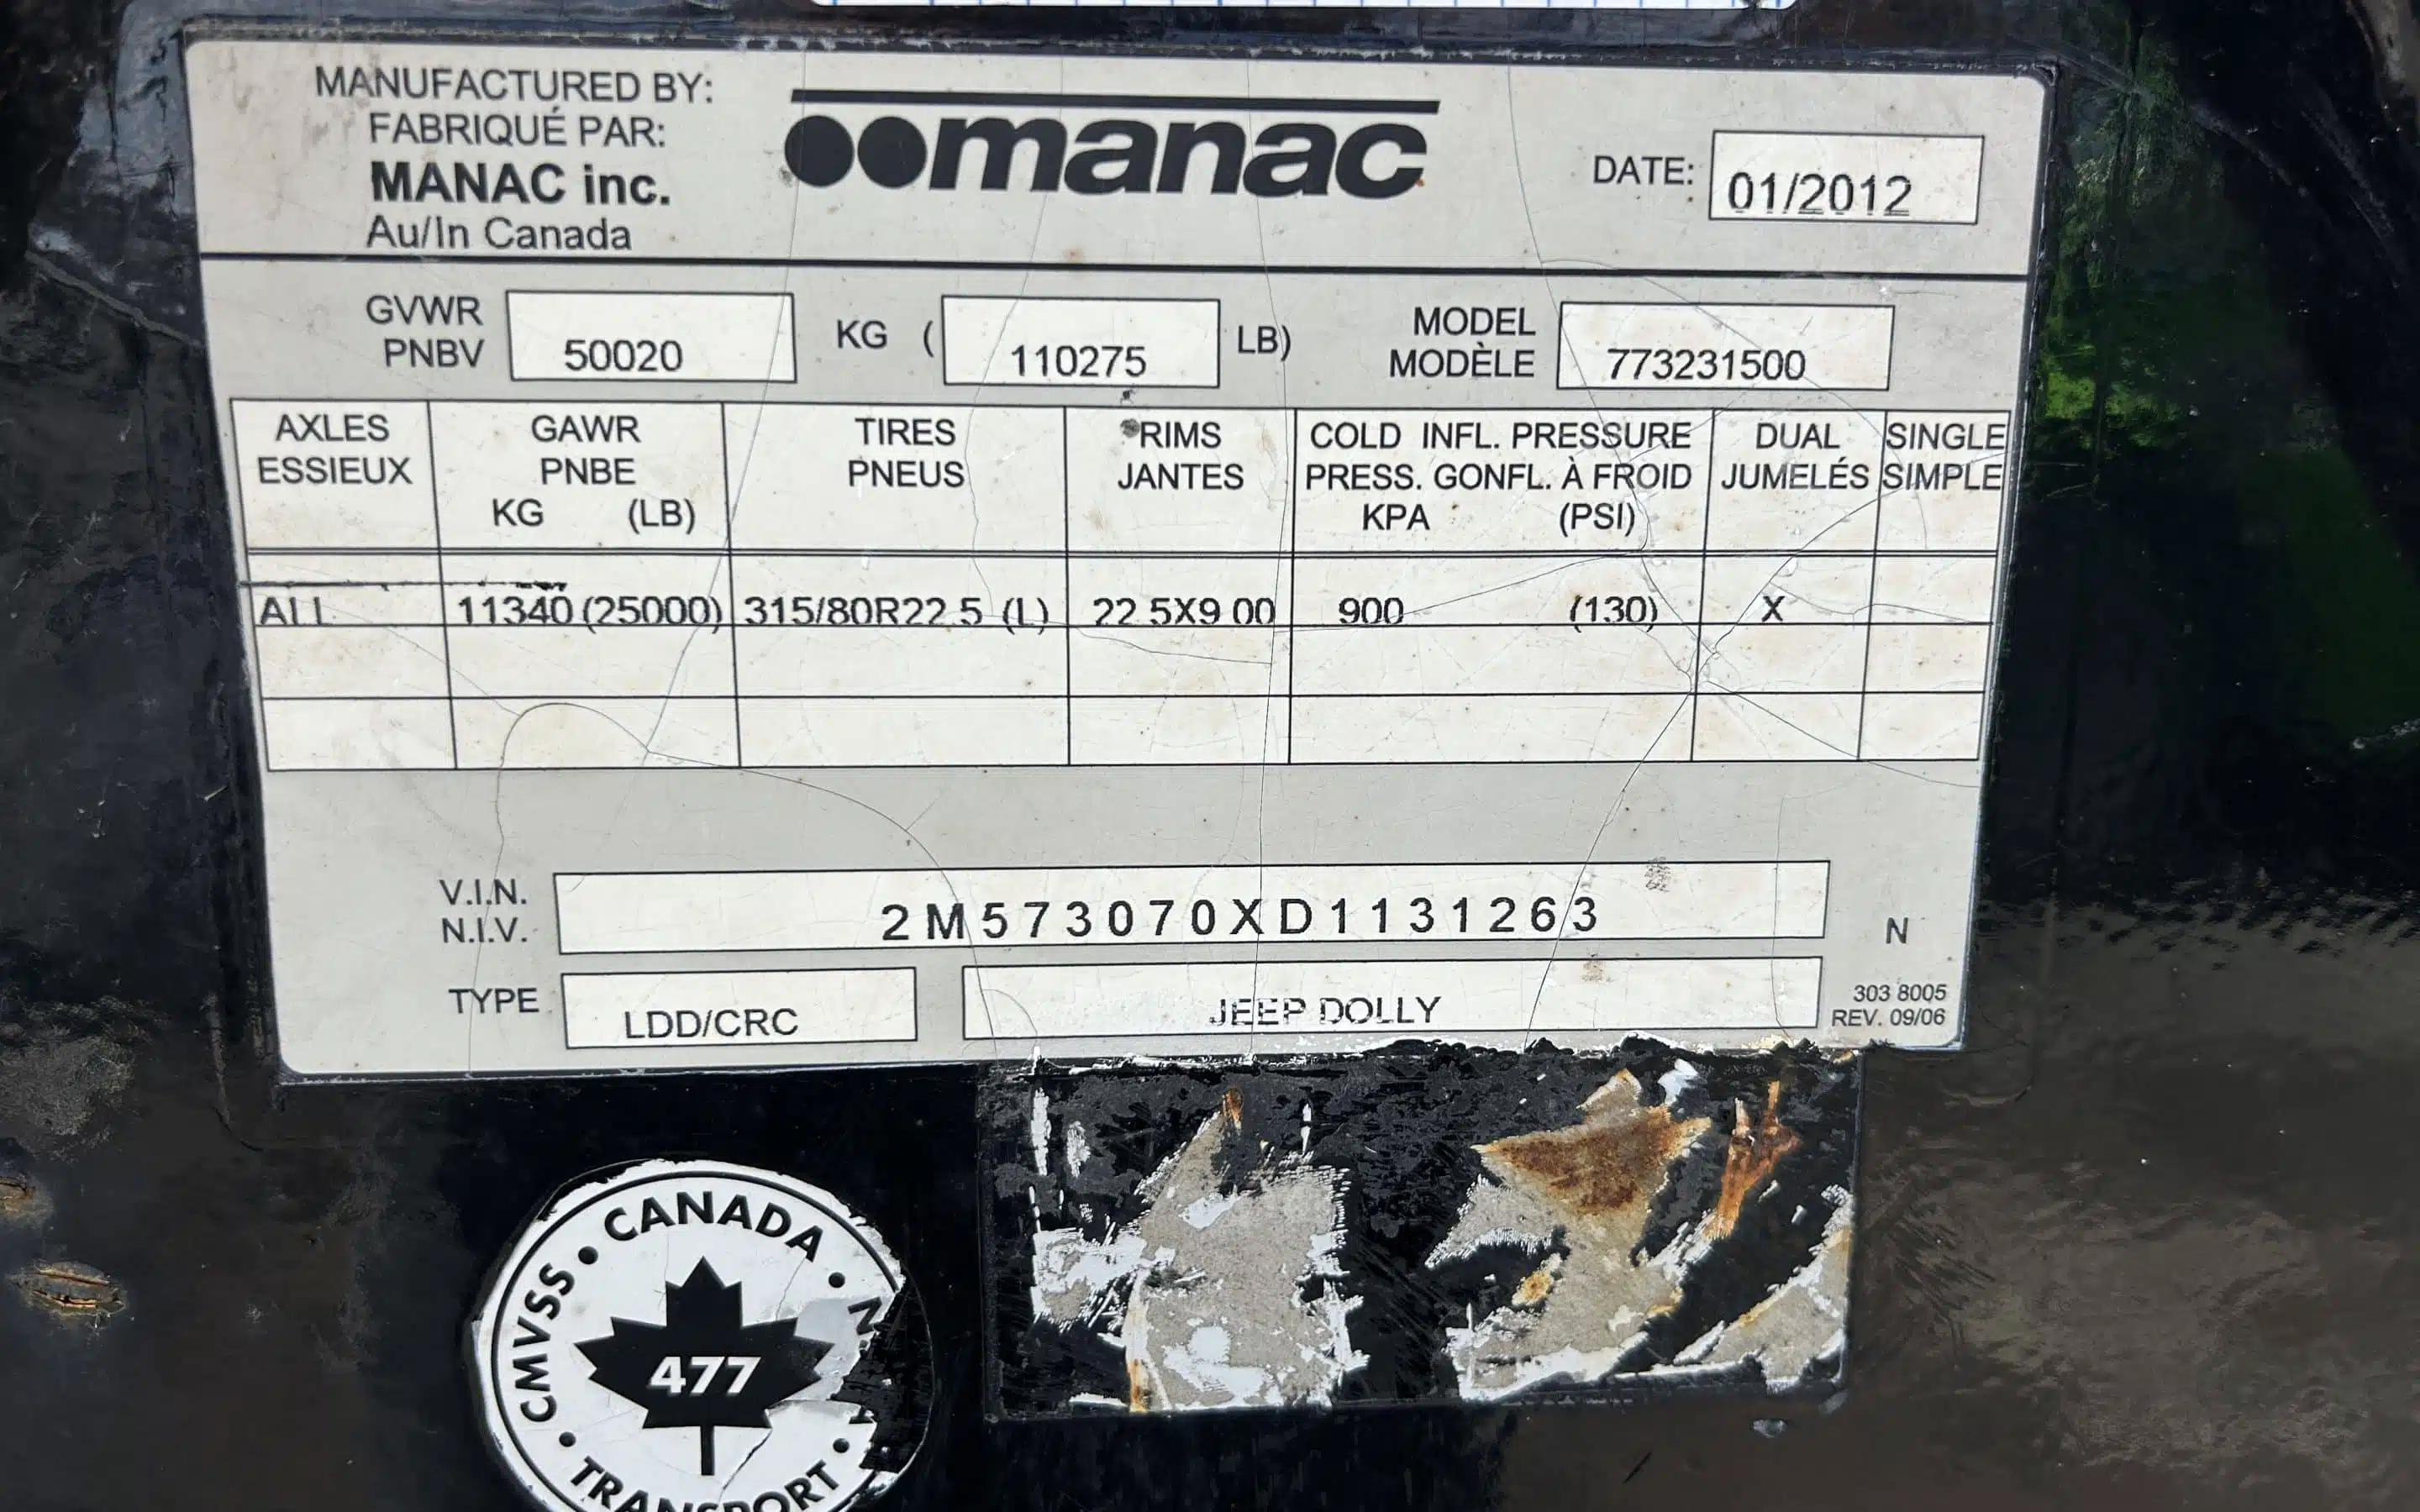 MANUFACTURED BY:
FABRIQUÉ PAR:
MANAC inc.
Au/In Canada
manac
DATE: 01/2012
GVWR
PNBV
50020 KG ( 110275 LB)
MODEL
MODÈLE
773231500
AXLES
ESSIEUX
GAWR
PNBE
KG (LB)
TIRES
PNEUS
RIMS
JANTES
COLD INFL. PRESSURE
PRESS. GONFL. À FROID
KPA (PSI)
DUAL
JUMELÉS
SINGLE
SIMPLE
ALL 11340 (25000) 315/80R22.5 (L) 22.5X9.00 900 (130) X
V.I.N.
N.I.V.
2M573070XD1131263
N
TYPE LDD/CRC JEEP DOLLY
303 8005
REV. 09/06
CANADA
CMVSS
477
TRANSPORT